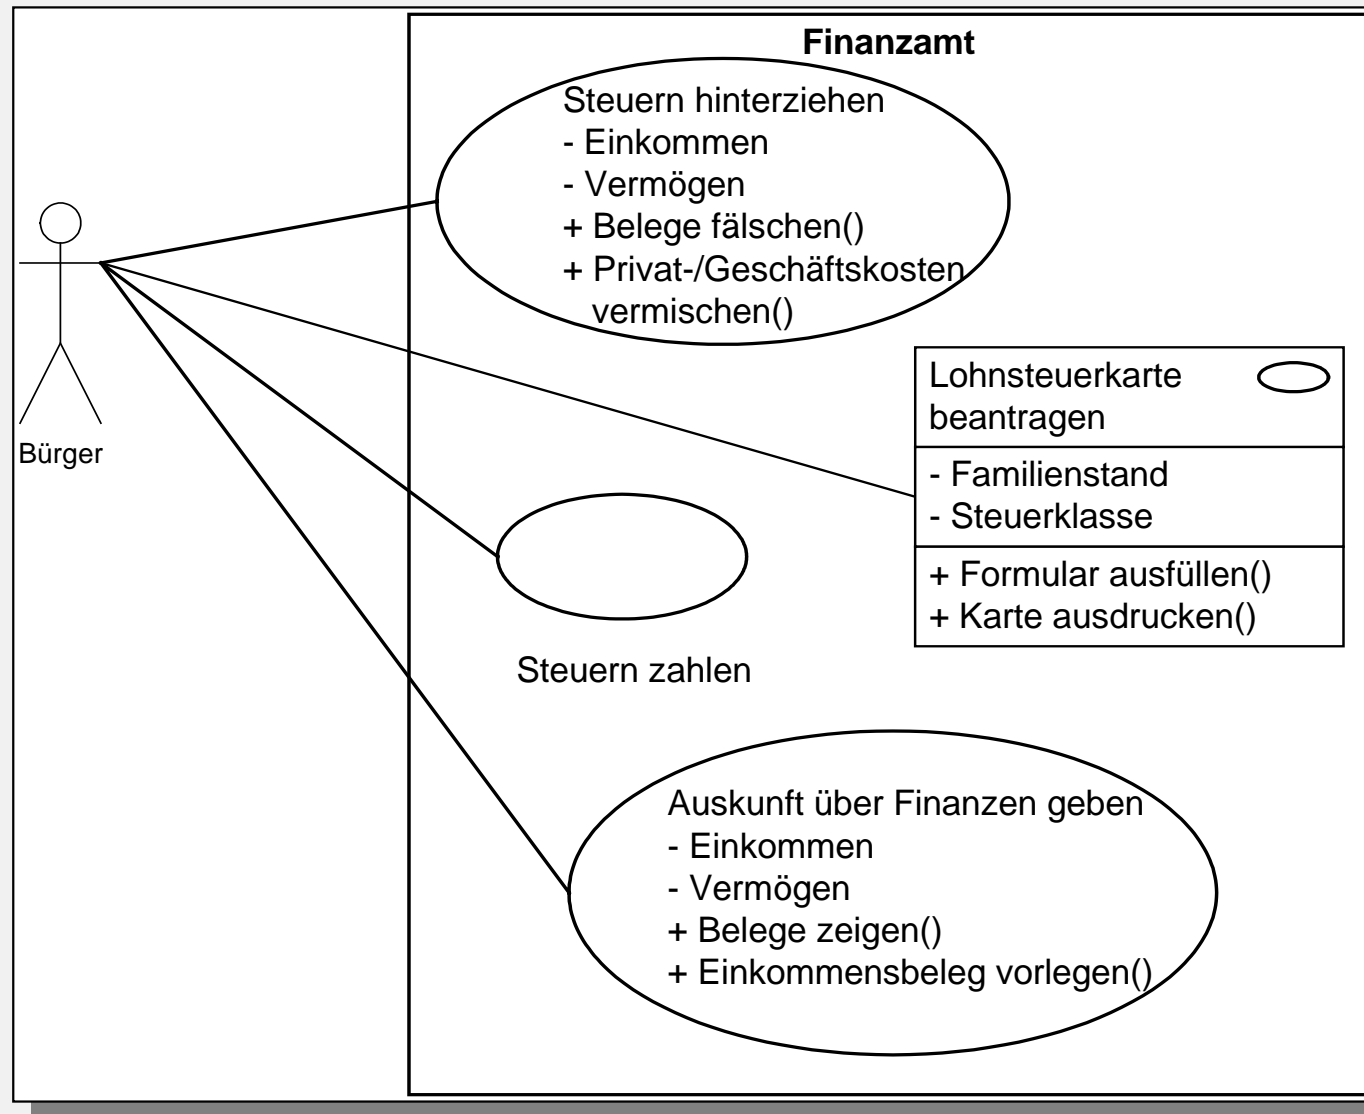 Finanzamt
Steuern hinterziehen
- Einkommen
- Vermögen
+ Belege fälschen()
+ Privat-/Geschäftskosten
vermischen()
Bürger
Lohnsteuerkarte
beantragen
- Familienstand
- Steuerklasse
+ Formular ausfüllen()
+ Karte ausdrucken()
Steuern zahlen
Auskunft über Finanzen geben
- Einkommen
- Vermögen
+ Belege zeigen()
+ Einkommensbeleg vorlegen()